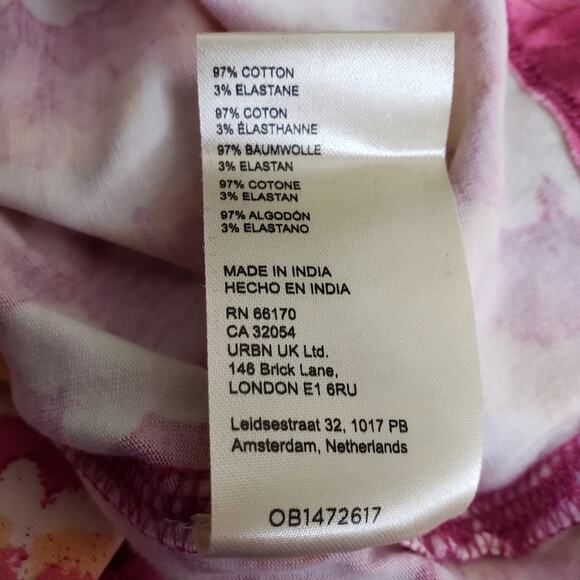 97% COTTON
3% ELASTANE
97% COTON
3% ÉLASTHANNE
97% BAUMWOLLE
3% ELASTAN
97% COTONE
3% ELASTAN
97% ALGODÓN
3% ELASTANO
MADE IN INDIA
HECHO EN INDIA
RN 66170
CA 32054
URBN UK Ltd.
146 Brick Lane,
LONDON E1 6RU
Leidsestraat 32, 1017 PB
Amsterdam, Netherlands
OB1472617